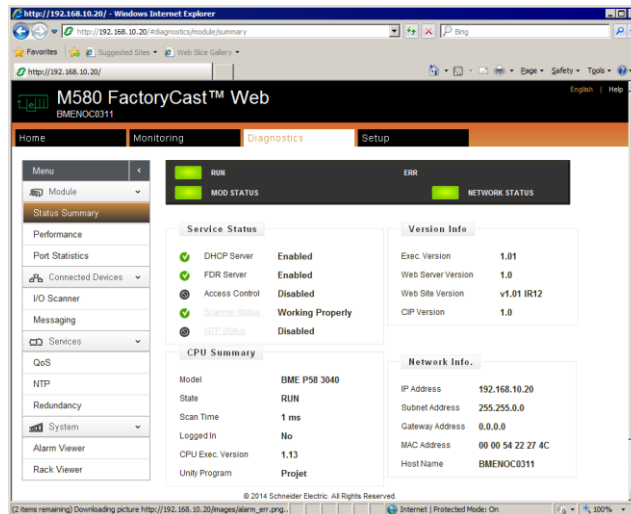 http://192.168.10.20/ - Windows Internet Explorer
http://192.168.10.20/#diagnostics/module/summary
Bing
Favorites Suggested Sites Web Slice Gallery
http://192.168.10.20/
Page Safety Tools
English | Help
M580 FactoryCast™ Web
BMENOC0311
Home Monitoring Diagnostics Setup
Menu
Module
Status Summary
Performance
Port Statistics
Connected Devices
I/O Scanner
Messaging
Services
QoS
NTP
Redundancy
System
Alarm Viewer
Rack Viewer
RUN ERR
MOD STATUS NETWORK STATUS
Service Status
DHCP Server Enabled
FDR Server Enabled
Access Control Disabled
Scanner Status Working Properly
NTP Status Disabled
CPU Summary
Model BME P58 3040
State RUN
Scan Time 1 ms
Logged In No
CPU Exec. Version 1.13
Unity Program Projet
Version Info
Exec. Version 1.01
Web Server Version 1.0
Web Site Version v1.01 IR12
CIP Version 1.0
Network Info.
IP Address 192.168.10.20
Subnet Address 255.255.0.0
Gateway Address 0.0.0.0
MAC Address 00 00 54 22 27 4C
Host Name BMENOC0311
© 2014 Schneider Electric. All Rights Reserved.
(2 items remaining) Downloading picture http://192.168.10.20/images/alarm_err.png..
Internet | Protected Mode: On
100%